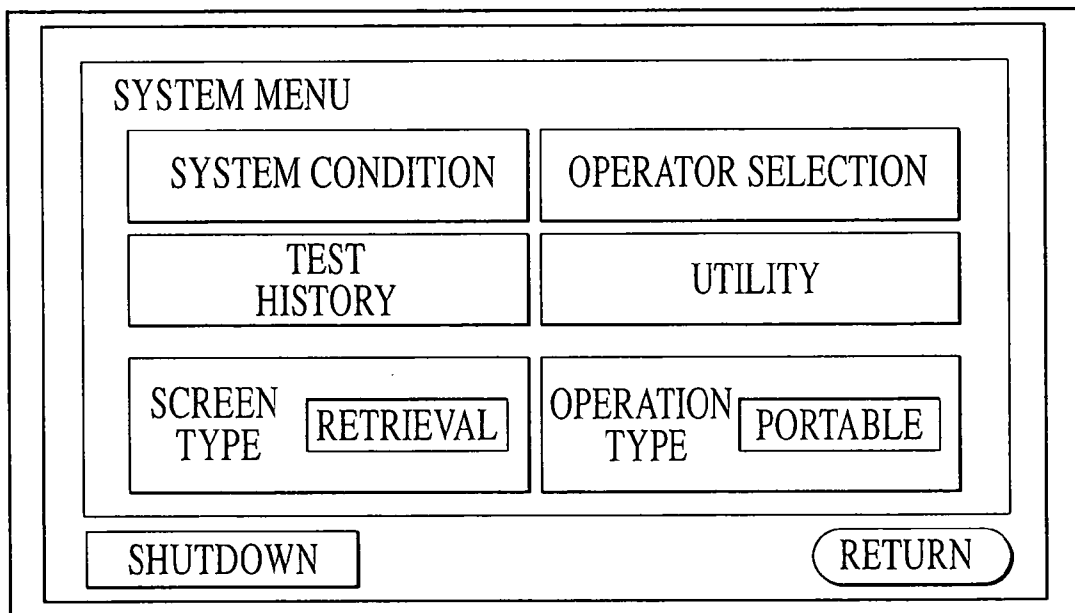 SYSTEM MENU
SYSTEM CONDITION
OPERATOR SELECTION
TEST
HISTORY
UTILITY
SCREEN
TYPE
RETRIEVAL
OPERATION
TYPE
PORTABLE
SHUTDOWN
RETURN